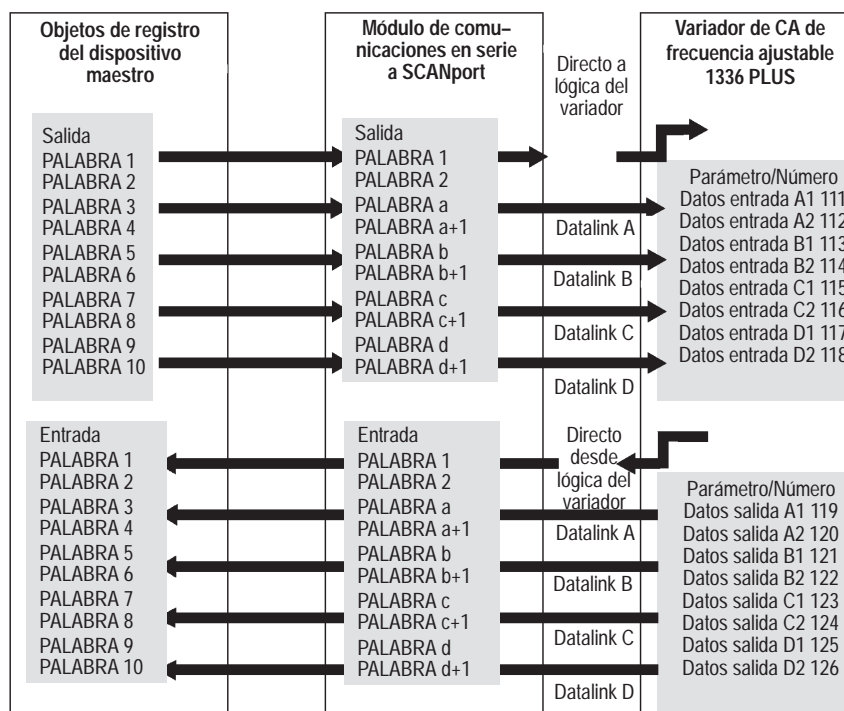 Objetos de registro
del dispositivo
maestro
Módulo de comu–
nicaciones en serie
a SCANport
Directo a
lógica del
variador
Variador de CA de
frecuencia ajustable
1336 PLUS
Salida
PALABRA 1
PALABRA 2
PALABRA 3
PALABRA 4
PALABRA 5
PALABRA 6
PALABRA 7
PALABRA 8
PALABRA 9
PALABRA 10
Salida
PALABRA 1
PALABRA 2
PALABRA a
PALABRA a+1
PALABRA b
PALABRA b+1
PALABRA c
PALABRA c+1
PALABRA d
PALABRA d+1
Datalink A
Datalink B
Datalink C
Datalink D
Parámetro/Número
Datos entrada A1 111
Datos entrada A2 112
Datos entrada B1 113
Datos entrada B2 114
Datos entrada C1 115
Datos entrada C2 116
Datos entrada D1 117
Datos entrada D2 118
Entrada
PALABRA 1
PALABRA 2
PALABRA 3
PALABRA 4
PALABRA 5
PALABRA 6
PALABRA 7
PALABRA 8
PALABRA 9
PALABRA 10
Entrada
PALABRA 1
PALABRA 2
PALABRA a
PALABRA a+1
PALABRA b
PALABRA b+1
PALABRA c
PALABRA c+1
PALABRA d
PALABRA d+1
Directo
desde
lógica del
variador
Datalink A
Datalink B
Datalink C
Datalink D
Parámetro/Número
Datos salida A1 119
Datos salida A2 120
Datos salida B1 121
Datos salida B2 122
Datos salida C1 123
Datos salida C2 124
Datos salida D1 125
Datos salida D2 126